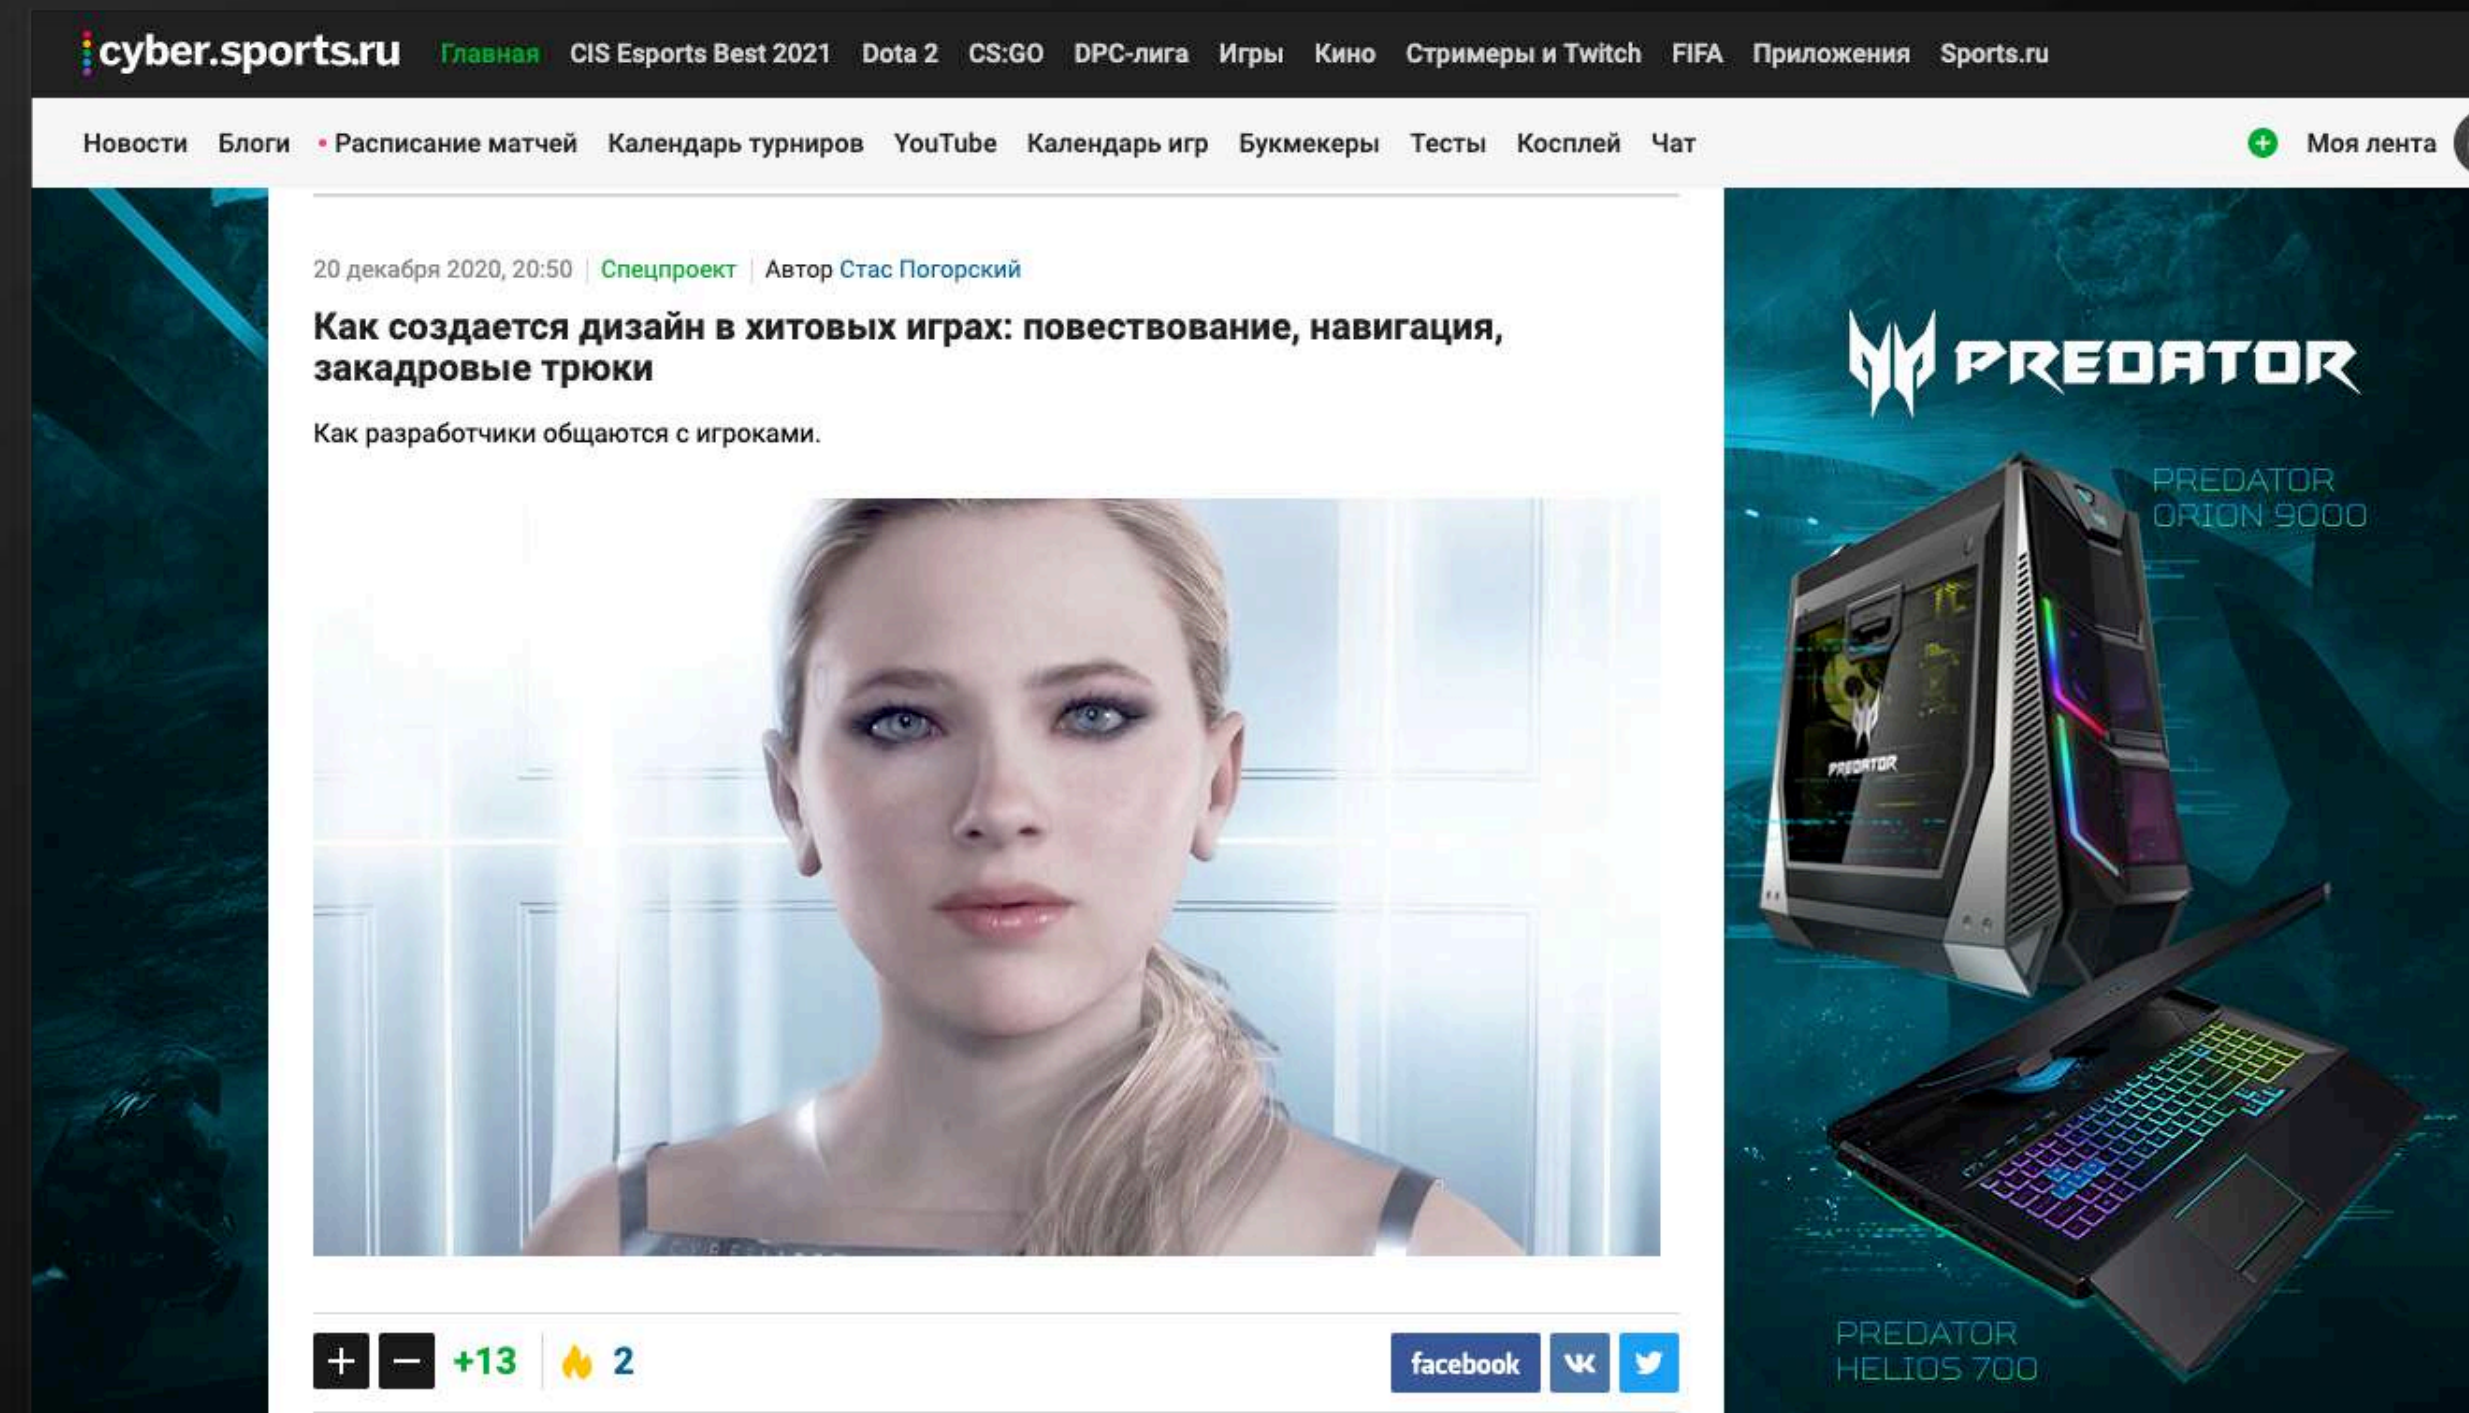 cyber.sports.ru Главная CIS Esports Best 2021 Dota 2 CS:GO DPC-лига Игры Кино Стримеры и Twitch FIFA Приложения Sports.ru
Новости Блоги • Расписание матчей Календарь турниров YouTube Календарь игр Букмекеры Тесты Косплей Чат Моя лента
20 декабря 2020, 20:50 | Спецпроект | Автор Стас Погорский
Как создается дизайн в хитовых играх: повествование, навигация,
закадровые трюки
Как разработчики общаются с игроками.
+ − +13 2
facebook
PREDATOR
PREDATOR
ORION 9000
PREDATOR
PREDATOR
HELIOS 700